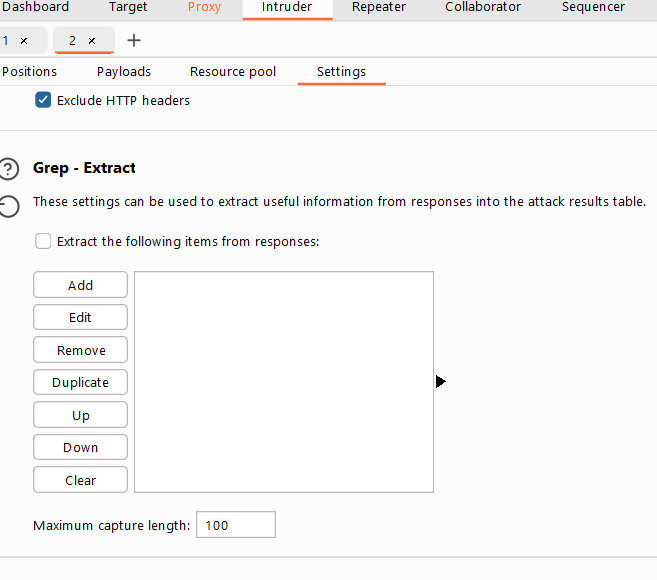 Dashboard Target Proxy Intruder Repeater Collaborator Sequencer
1 × 2 × +
Positions Payloads Resource pool Settings
Exclude HTTP headers
? Grep - Extract
These settings can be used to extract useful information from responses into the attack results table.
Extract the following items from responses:
Add
Edit
Remove
Duplicate
Up
Down
Clear
Maximum capture length: 100